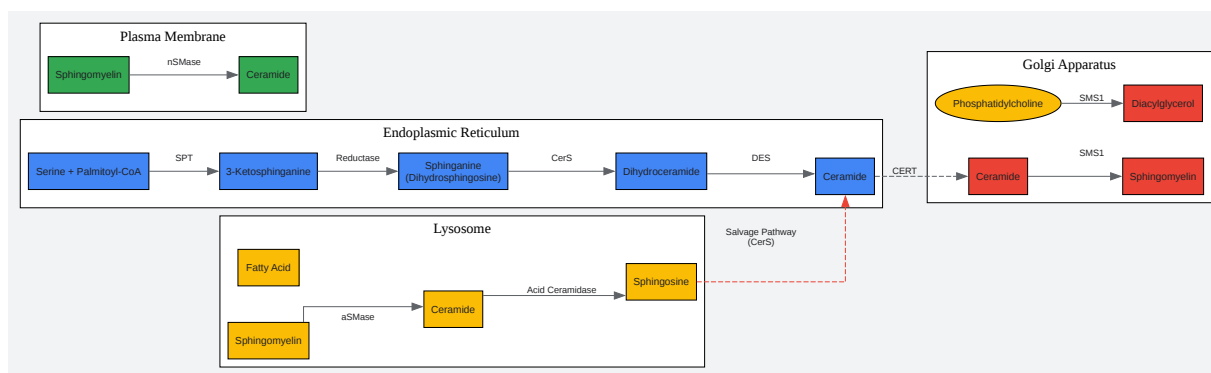 Plasma Membrane
Sphingomyelin
nSMase
Ceramide
Golgi Apparatus
Phosphatidylcholine
SMS1
Diacylglycerol
Ceramide
SMS1
Sphingomyelin
Endoplasmic Reticulum
Serine + Palmitoyl-CoA
SPT
3-Ketosphinganine
Reductase
Sphinganine
(Dihydrosphingosine)
CerS
Dihydroceramide
DES
Ceramide
CERT
Lysosome
Fatty Acid
Sphingomyelin
aSMase
Ceramide
Acid Ceramidase
Sphingosine
Salvage Pathway
(CerS)